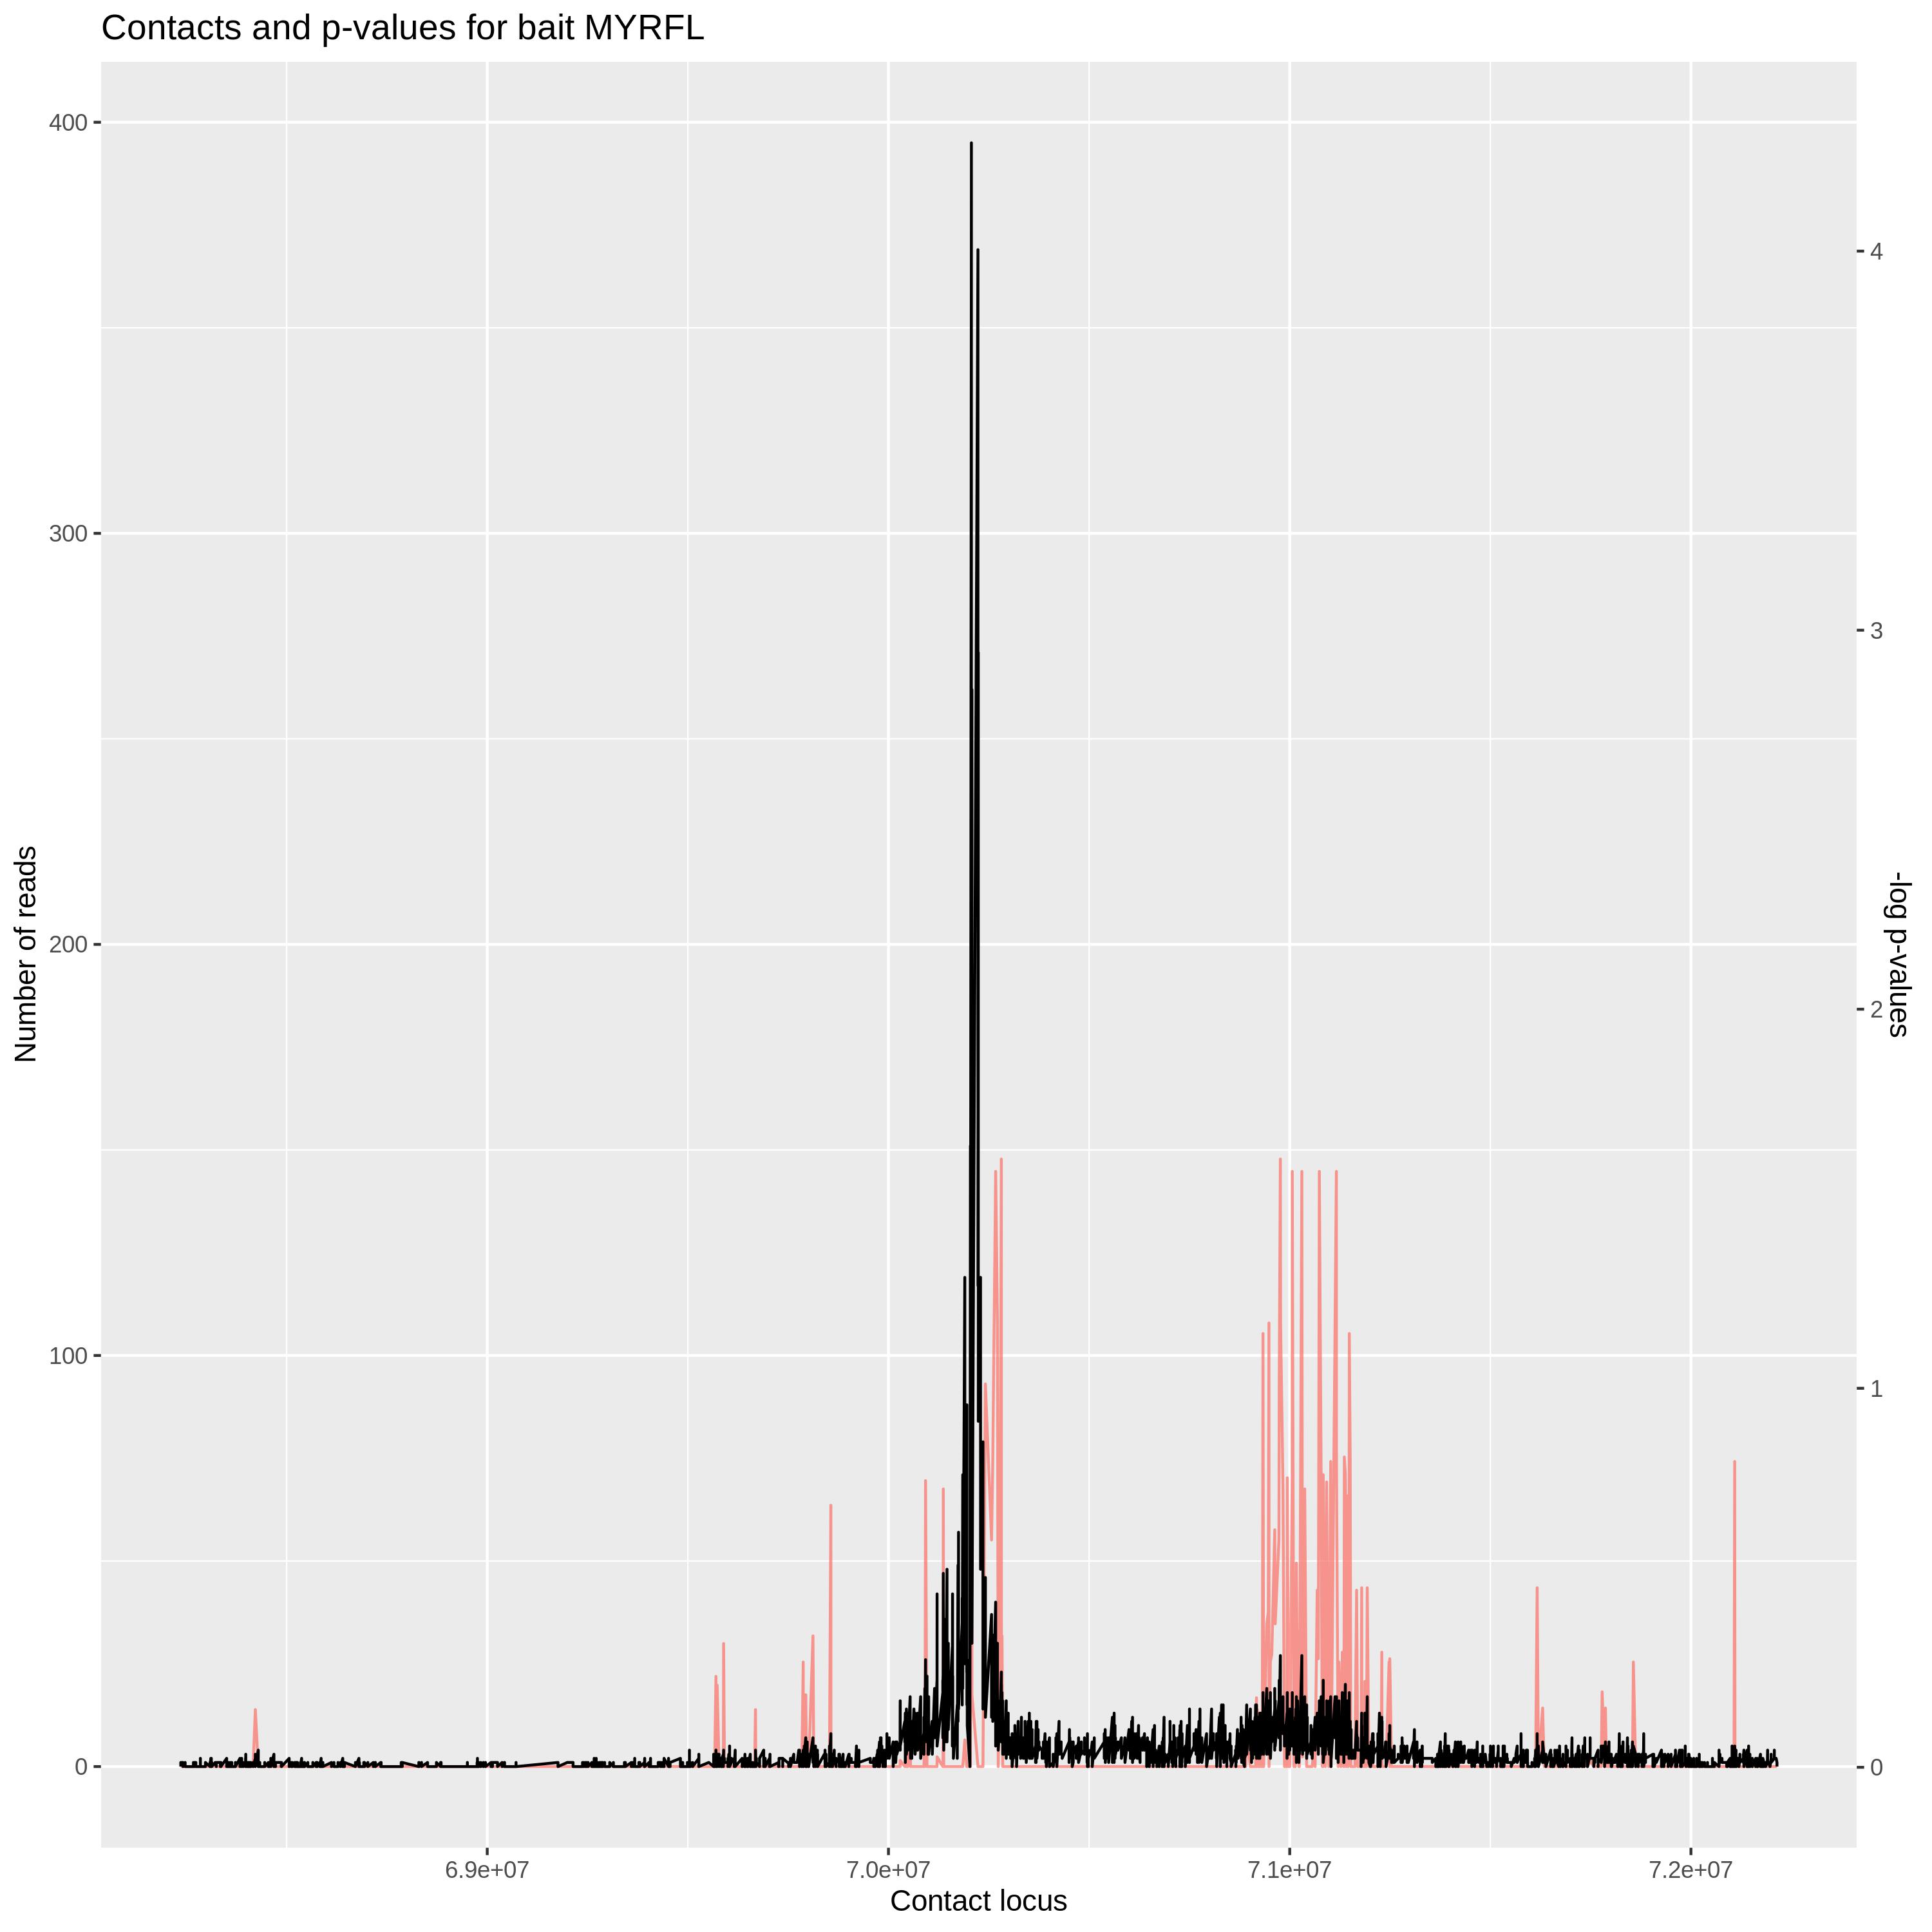 Contacts and p-values for bait MYRFL
400
300
200
100
0
Number of reads
4
3
2
1
0
-log p-values
6.9e+07
7.0e+07
7.1e+07
7.2e+07
Contact locus